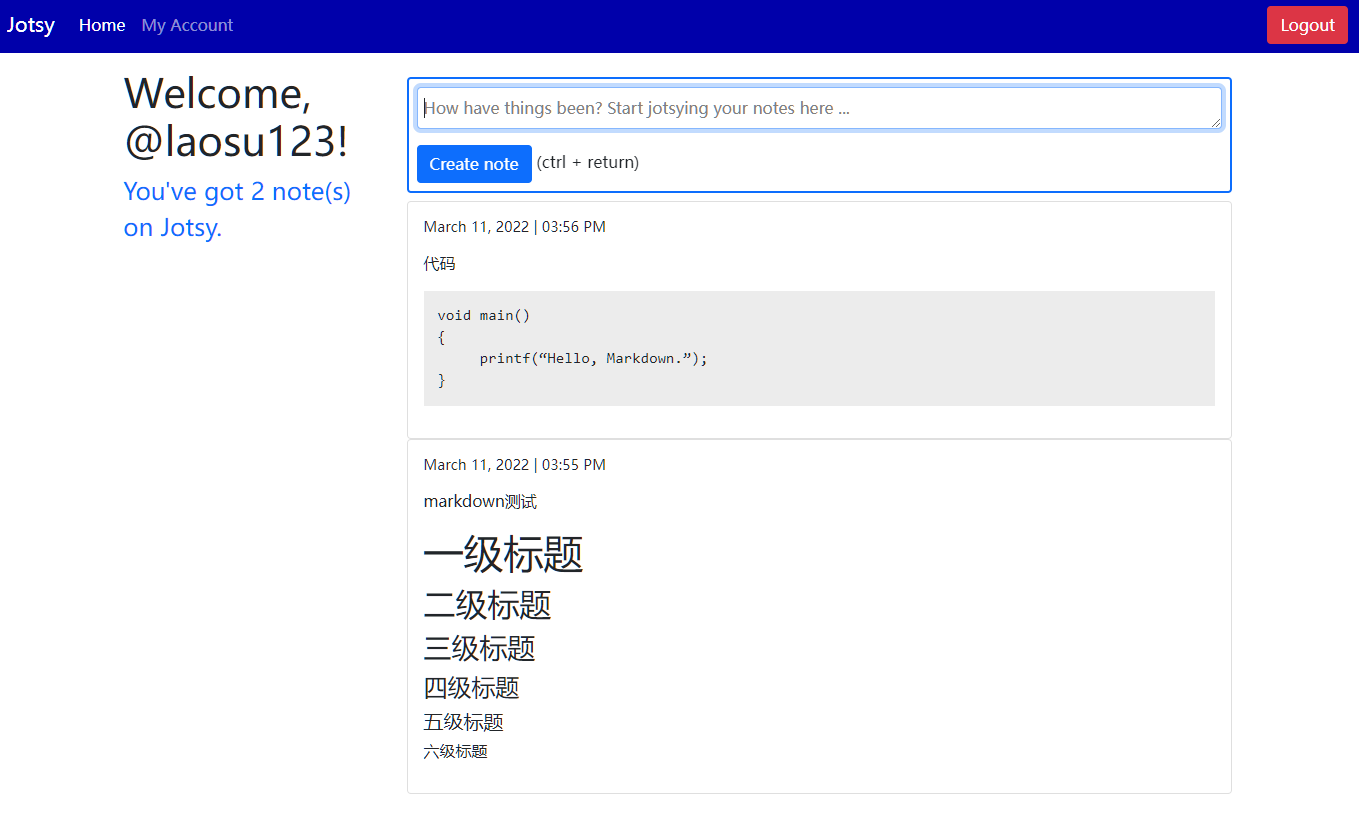 Jotsy Home My Account Logout
Welcome,
@laosu123!
You've got 2 note(s)
on Jotsy.
How have things been? Start jotsying your notes here ...
Create note (ctrl + return)
March 11, 2022 | 03:56 PM
代码
void main()
{
     printf(“Hello, Markdown.”);
}
March 11, 2022 | 03:55 PM
markdown测试
一级标题
二级标题
三级标题
四级标题
五级标题
六级标题